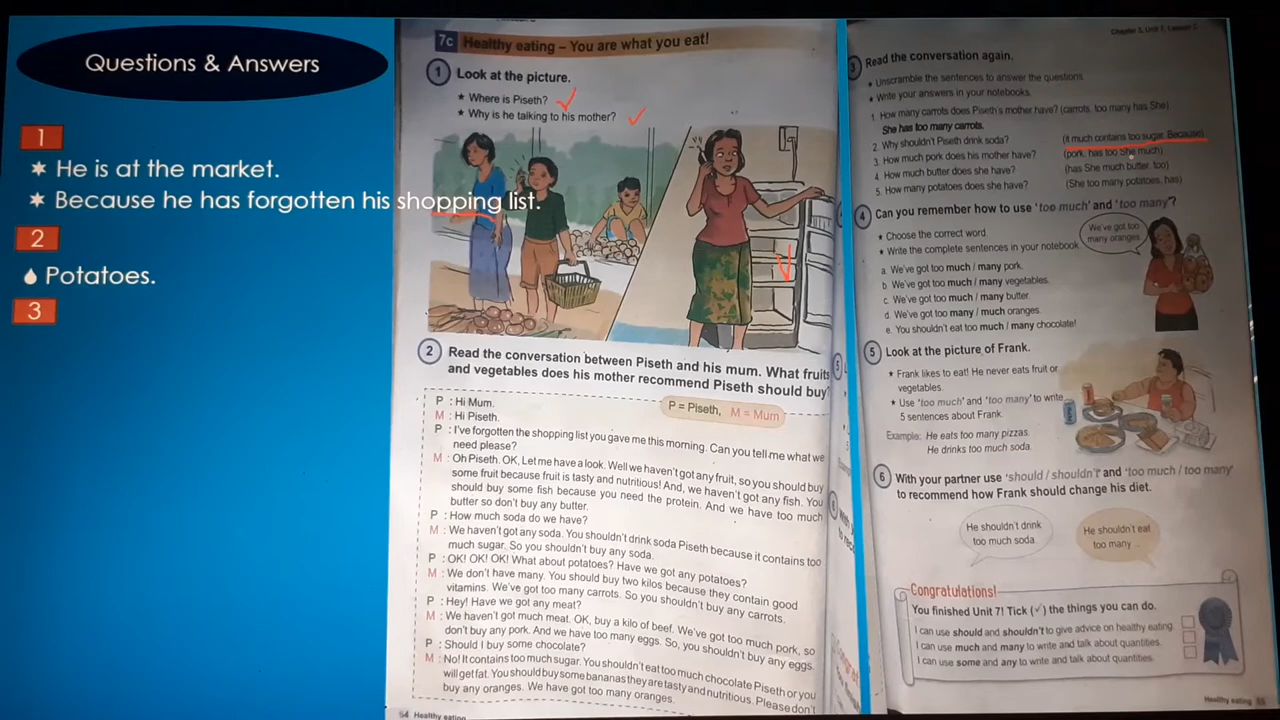 Questions & Answers
1
He is at the market.
Because he has forgotten his shopping list.
2
Potatoes.
3
7c Healthy eating – You are what you eat!
1 Look at the picture.
★ Where is Piseth?
★ Why is he talking to his mother?
2 Read the conversation between Piseth and his mum. What fruits
and vegetables does his mother recommend Piseth should buy?
P = Piseth, M = Mum
P : Hi Mum.
M : Hi Piseth.
P : I've forgotten the shopping list you gave me this morning. Can you tell me what we
need please?
M : Oh Piseth. OK, Let me have a look. Well we haven't got any fruit, so you should buy
some fruit because fruit is tasty and nutritious! And, we haven't got any fish. You
should buy some fish because you need the protein. And we have too much
butter so don't buy any butter.
P : How much soda do we have?
M : We haven't got any soda. You shouldn't drink soda Piseth because it contains too
much sugar. So you shouldn't buy any soda.
P : OK! OK! OK! What about potatoes? Have we got any potatoes?
M : We don't have many. You should buy two kilos because they contain good
vitamins. We've got too many carrots. So you shouldn't buy any carrots.
P : Hey! Have we got any meat?
M : We haven't got much meat. OK, buy a kilo of beef. We've got too much pork, so
don't buy any pork. And we have too many eggs. So, you shouldn't buy any eggs.
P : Should I buy some chocolate?
M : No! It contains too much sugar. You shouldn't eat too much chocolate Piseth or you
will get fat. You should buy some bananas they are tasty and nutritious. Please don't
buy any oranges. We have got too many oranges.
54 Healthy eating
3 Read the conversation again.
★ Unscramble the sentences to answer the questions.
★ Write your answers in your notebooks.
1. How many carrots does Piseth's mother have? (carrots, too many has She)
She has too many carrots.
2. Why shouldn't Piseth drink soda? (it much contains too sugar. Because)
3. How much pork does his mother have? (pork, has too She much)
4. How much butter does she have? (has She much butter, too)
5. How many potatoes does she have? (She too many potatoes, has)
4 Can you remember how to use 'too much' and 'too many'?
★ Choose the correct word.
★ Write the complete sentences in your notebook
We've got too
many oranges.
a. We've got too much / many pork.
b. We've got too much / many vegetables.
c. We've got too much / many butter.
d. We've got too many / much oranges.
e. You shouldn't eat too much / many chocolate!
5 Look at the picture of Frank.
★ Frank likes to eat! He never eats fruit or
vegetables.
★ Use 'too much' and 'too many' to write
5 sentences about Frank.
Example: He eats too many pizzas.
He drinks too much soda.
6 With your partner use 'should / shouldn't' and 'too much / too many'
to recommend how Frank should change his diet.
He shouldn't drink
too much soda.
He shouldn't eat
too many ...
Congratulations!
You finished Unit 7! Tick (✓) the things you can do.
I can use should and shouldn't to give advice on healthy eating.
I can use much and many to write and talk about quantities.
I can use some and any to write and talk about quantities.
Healthy eating 55